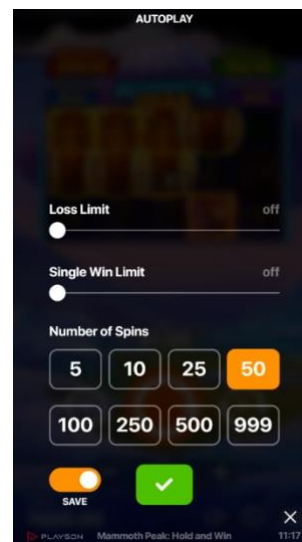 AUTOPLAY
Loss Limit off
Single Win Limit off
Number of Spins
5 10 25 50
100 250 500 999
SAVE
PLAYSON Mammoth Peak: Hold and Win 11:17